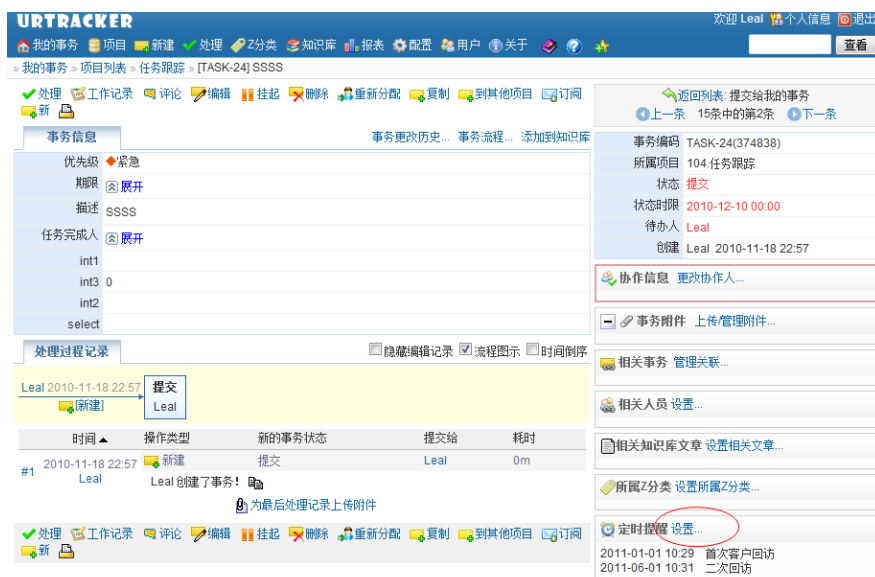 URTRACKER
欢迎 Leal 个人信息 退出
我的事务 项目 新建 处理 Z分类 知识库 报表 配置 用户 关于 查看
» 我的事务 » 项目列表 » 任务跟踪 » [TASK-24] SSSS
处理 工作记录 评论 编辑 挂起 删除 重新分配 复制 到其他项目 订阅
新
事务信息 事务更改历史... 事务流程... 添加到知识库
优先级 紧急
期限 展开
描述 SSSS
任务完成人 展开
int1
int3 0
int2
select
处理过程记录 隐藏编辑记录 流程图示 时间倒序
Leal 2010-11-18 22:57 提交
[新建] Leal
时间 操作类型 新的事务状态 提交给 耗时
#1 2010-11-18 22:57 新建 提交 Leal 0m
Leal Leal 创建了事务!
为最后处理记录上传附件
处理 工作记录 评论 编辑 挂起 删除 重新分配 复制 到其他项目 订阅
新
返回列表: 提交给我的事务
上一条 15条中的第2条 下一条
事务编码 TASK-24(374838)
所属项目 104.任务跟踪
状态 提交
状态时限 2010-12-10 00:00
待办人 Leal
创建 Leal 2010-11-18 22:57
协作信息 更改协作人...
事务附件 上传/管理附件...
相关事务 管理关联...
相关人员 设置...
相关知识库文章 设置相关文章...
所属Z分类 设置所属Z分类...
定时提醒 设置...
2011-01-01 10:29 首次客户回访
2011-06-01 10:31 二次回访